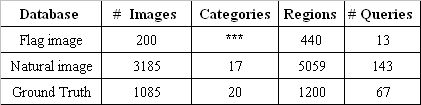 Database # Images Categories Regions # Queries
Flag image 200 *** 440 13
Natural image 3185 17 5059 143
Ground Truth 1085 20 1200 67